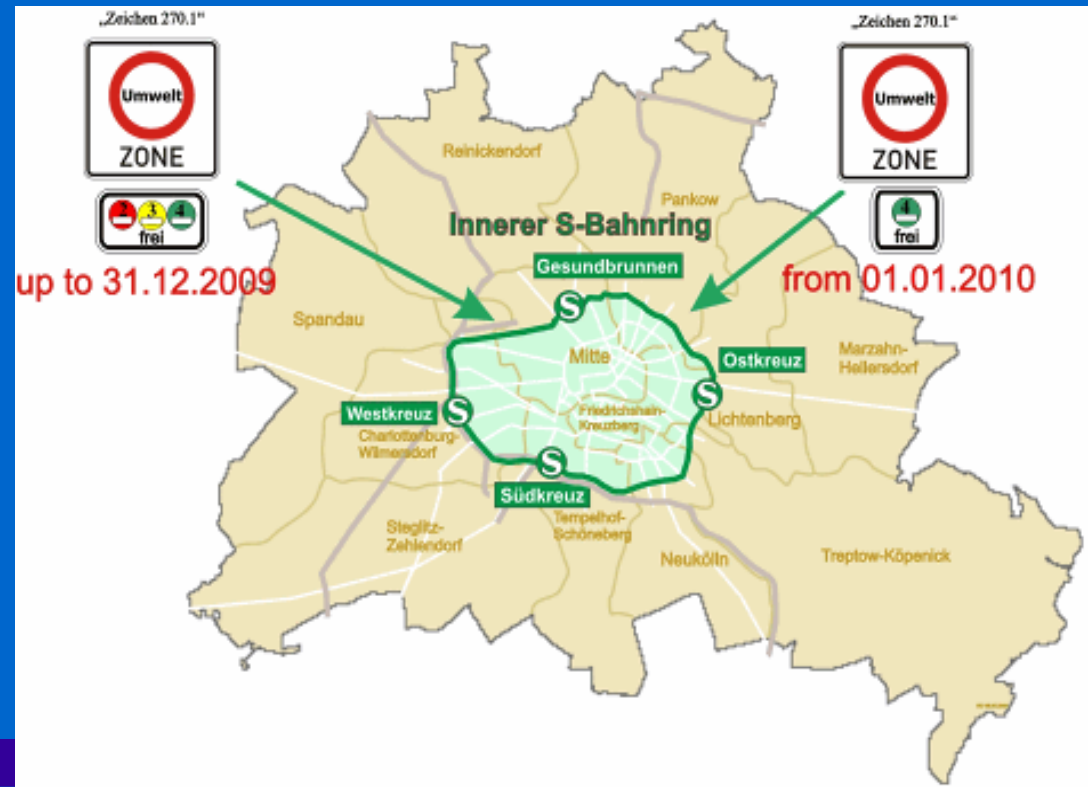 „Zeichen 270.1"
Umwelt
ZONE
2 3 4
frei
up to 31.12.2009
„Zeichen 270.1“
Umwelt
ZONE
4
frei
from 01.01.2010
Reinickendorf
Pankow
Innerer S-Bahnring
Gesundbrunnen
S
Spandau
Mitte
Ostkreuz
S
Marzahn-
Hellersdorf
Westkreuz
S
Friedrichshain-
Kreuzberg
Lichtenberg
Charlottenburg-
Wilmersdorf
S
Südkreuz
Steglitz-
Zehlendorf
Tempelhof-
Schöneberg
Neukölln
Treptow-Köpenick